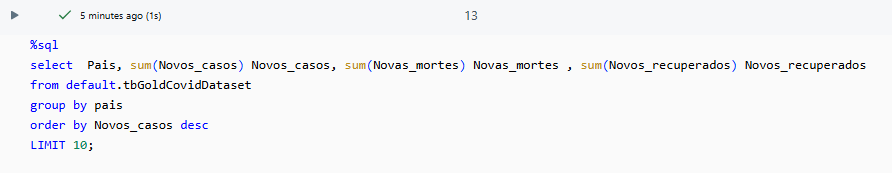 5 minutes ago (1s)
13
%sql
select  Pais, sum(Novos_casos) Novos_casos, sum(Novas_mortes) Novas_mortes , sum(Novos_recuperados) Novos_recuperados
from default.tbGoldCovidDataset
group by pais
order by Novos_casos desc
LIMIT 10;